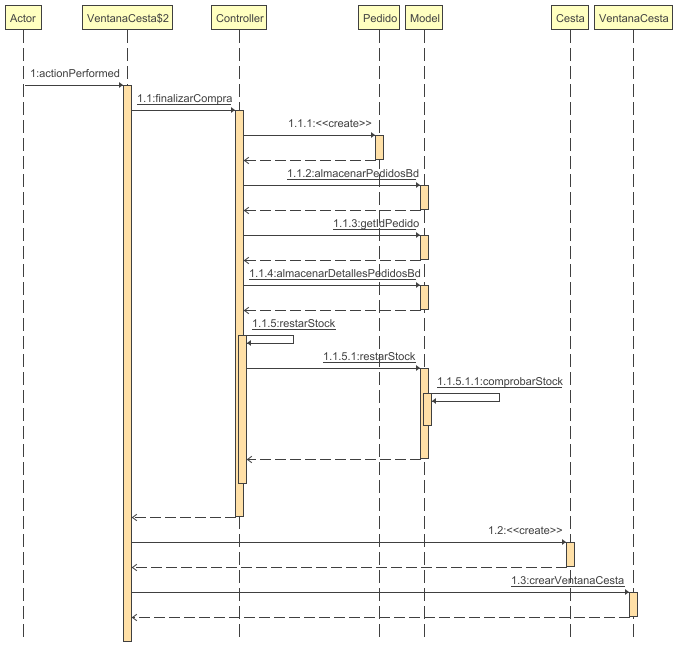 Actor VentanaCesta$2 Controller Pedido Model Cesta VentanaCesta
1:actionPerformed
1.1:finalizarCompra
1.1.1:<<create>>
1.1.2:almacenarPedidosBd
1.1.3:getIdPedido
1.1.4:almacenarDetallesPedidosBd
1.1.5:restarStock
1.1.5.1:restarStock
1.1.5.1.1:comprobarStock
1.2:<<create>>
1.3:crearVentanaCesta